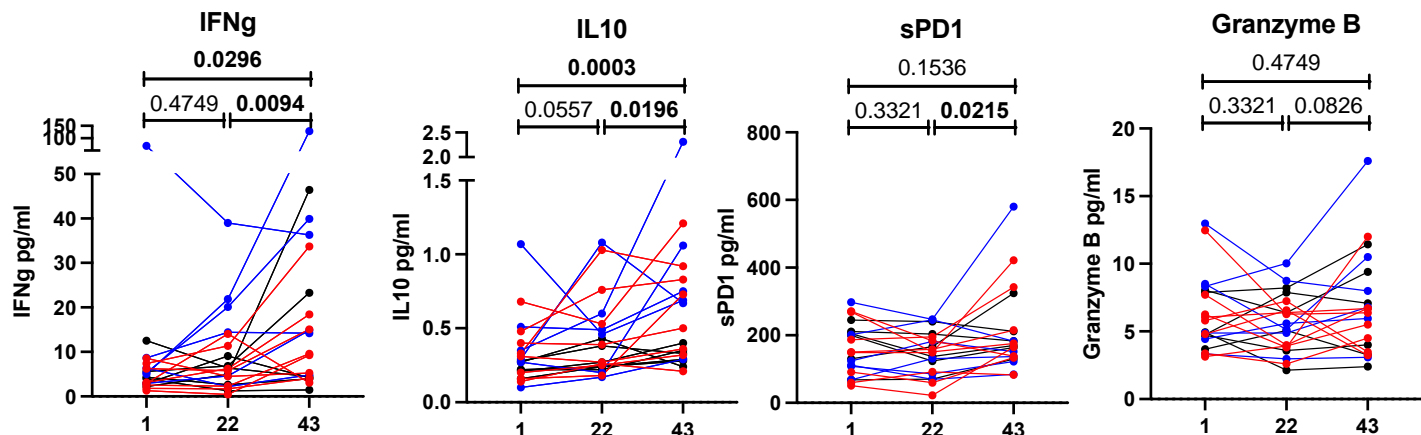 IFNg
0.0296
0.4749 0.0094
150
100
50
40
30
20
10
0
IFNg pg/ml
1 22 43
IL10
0.0003
0.0557 0.0196
2.5
2.0
1.5
1.0
0.5
0.0
IL10 pg/ml
1 22 43
sPD1
0.1536
0.3321 0.0215
800
600
400
200
0
sPD1 pg/ml
1 22 43
Granzyme B
0.4749
0.3321 0.0826
20
15
10
5
0
Granzyme B pg/ml
1 22 43